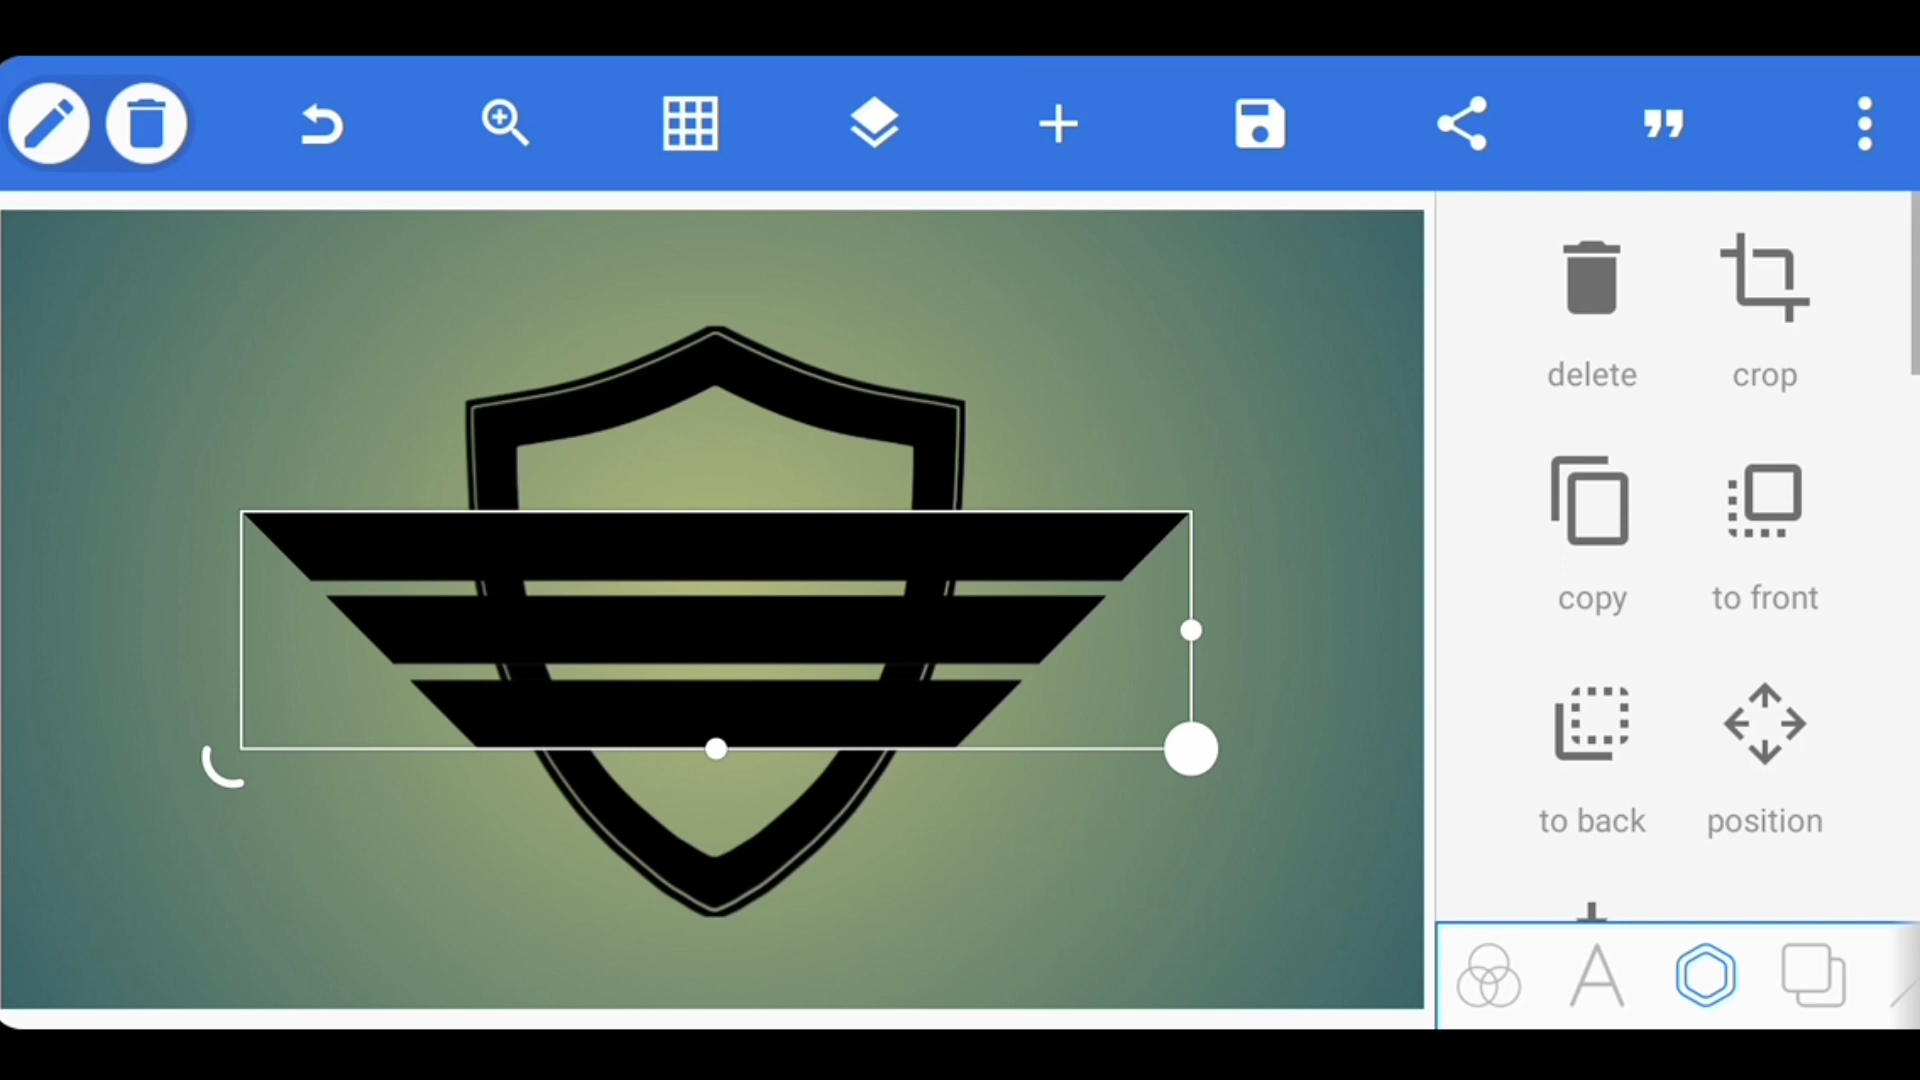 delete
crop
copy
to front
to back
position